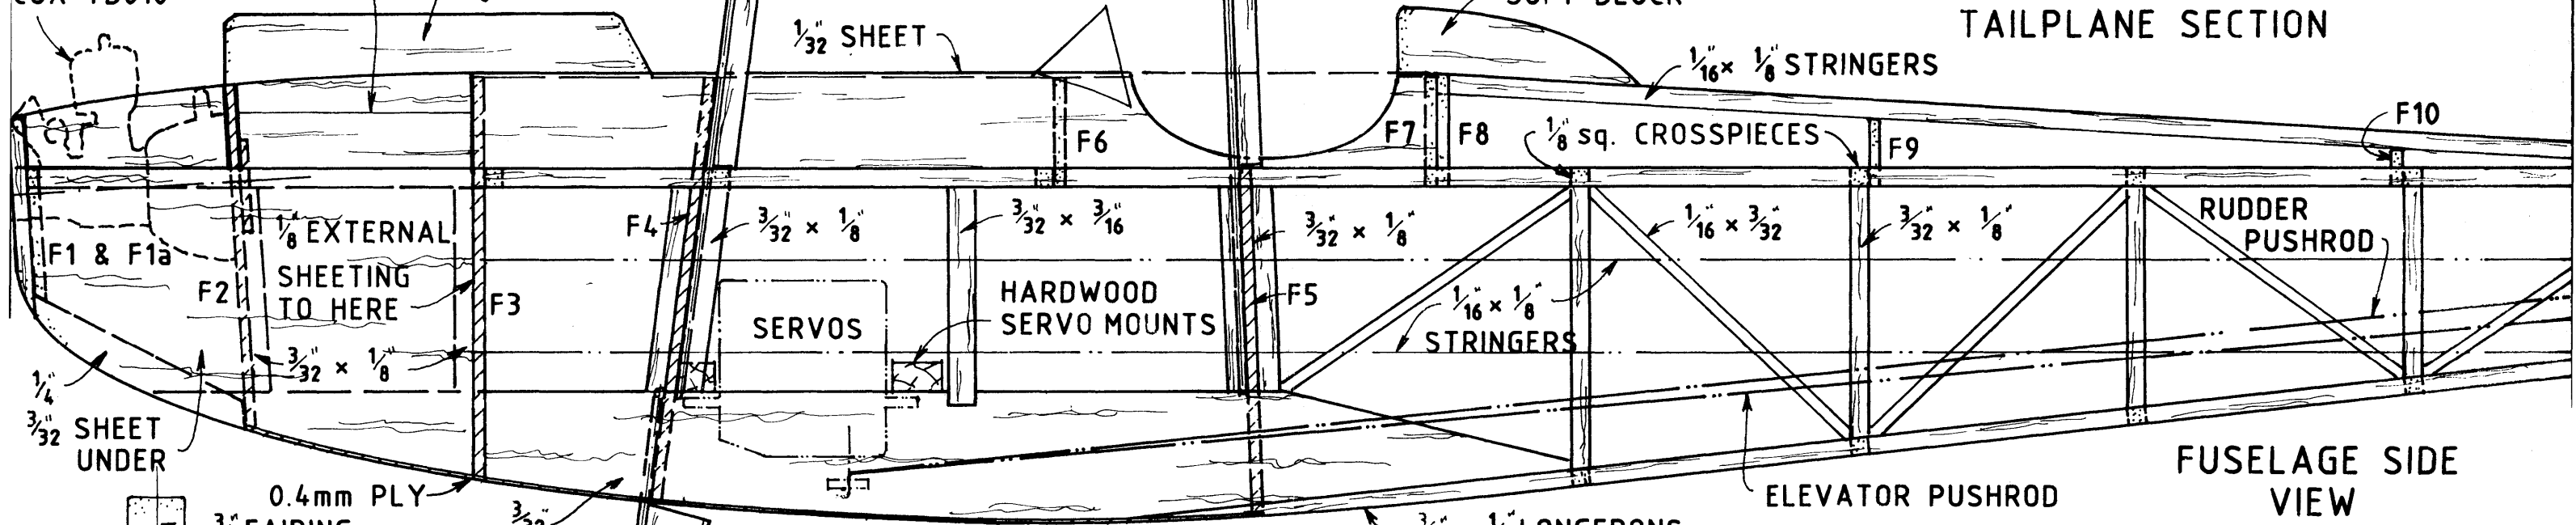 TAILPLANE SECTION
1/32" SHEET
1/16" × 1/8" STRINGERS
F6
F7
F8
1/8" sq. CROSSPIECES
F9
F10
1/8" EXTERNAL
SHEETING
TO HERE
F1 & F1a
F2
F3
F4
3/32" × 1/8"
3/32" × 3/16"
3/32" × 1/8"
1/16" × 3/32"
3/32" × 1/8"
RUDDER
PUSHROD
HARDWOOD
SERVO MOUNTS
F5
1/16" × 1/8"
STRINGERS
SERVOS
3/32" × 1/8"
1/4"
3/32" SHEET
UNDER
0.4mm PLY
ELEVATOR PUSHROD
FUSELAGE SIDE
VIEW
3/32"